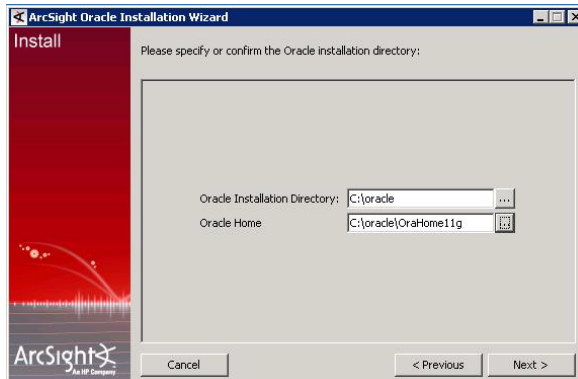 ArcSight Oracle Installation Wizard
Install
Please specify or confirm the Oracle installation directory:
Oracle Installation Directory: C:\oracle ...
Oracle Home C:\oracle\OraHome11g ...
ArcSight
An HP Company
Cancel < Previous Next >